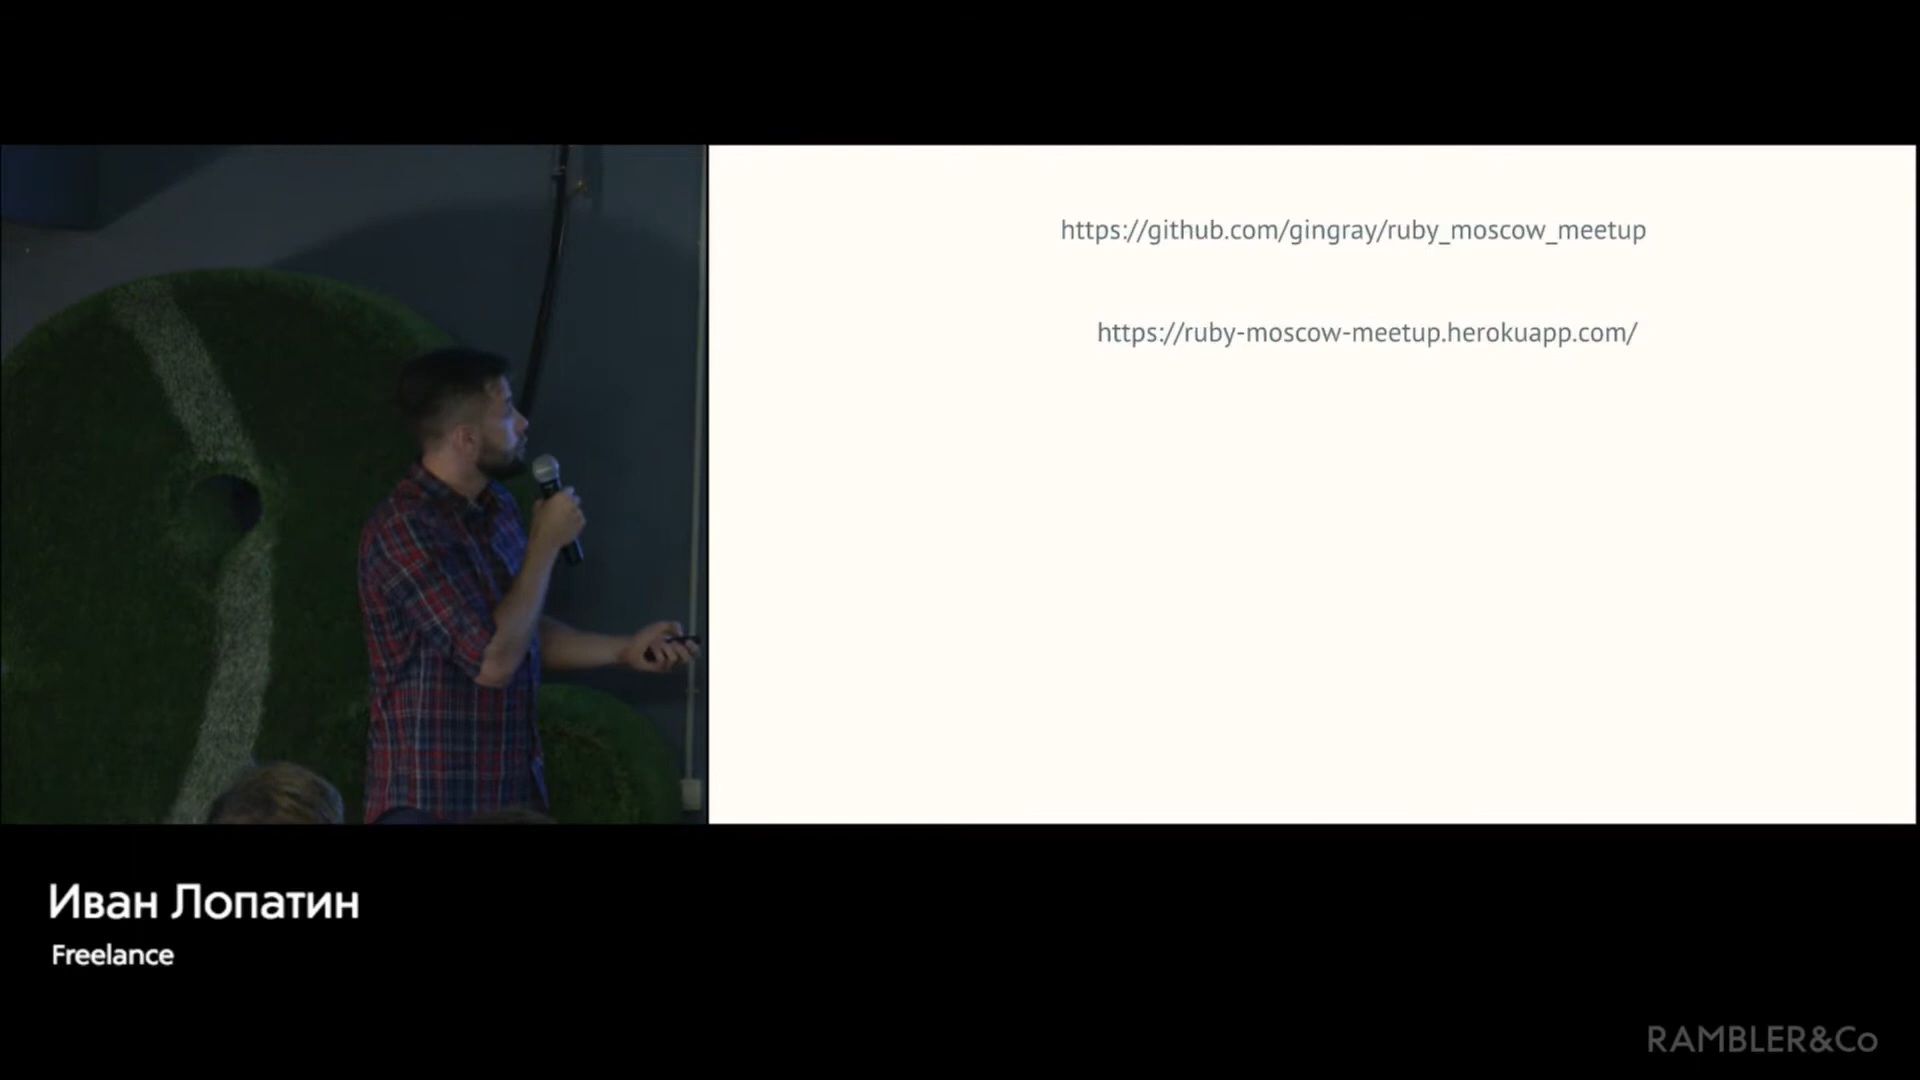 https://github.com/gingray/ruby_moscow_meetup
https://ruby-moscow-meetup.herokuapp.com/
Иван Лопатин
Freelance
RAMBLER&Co